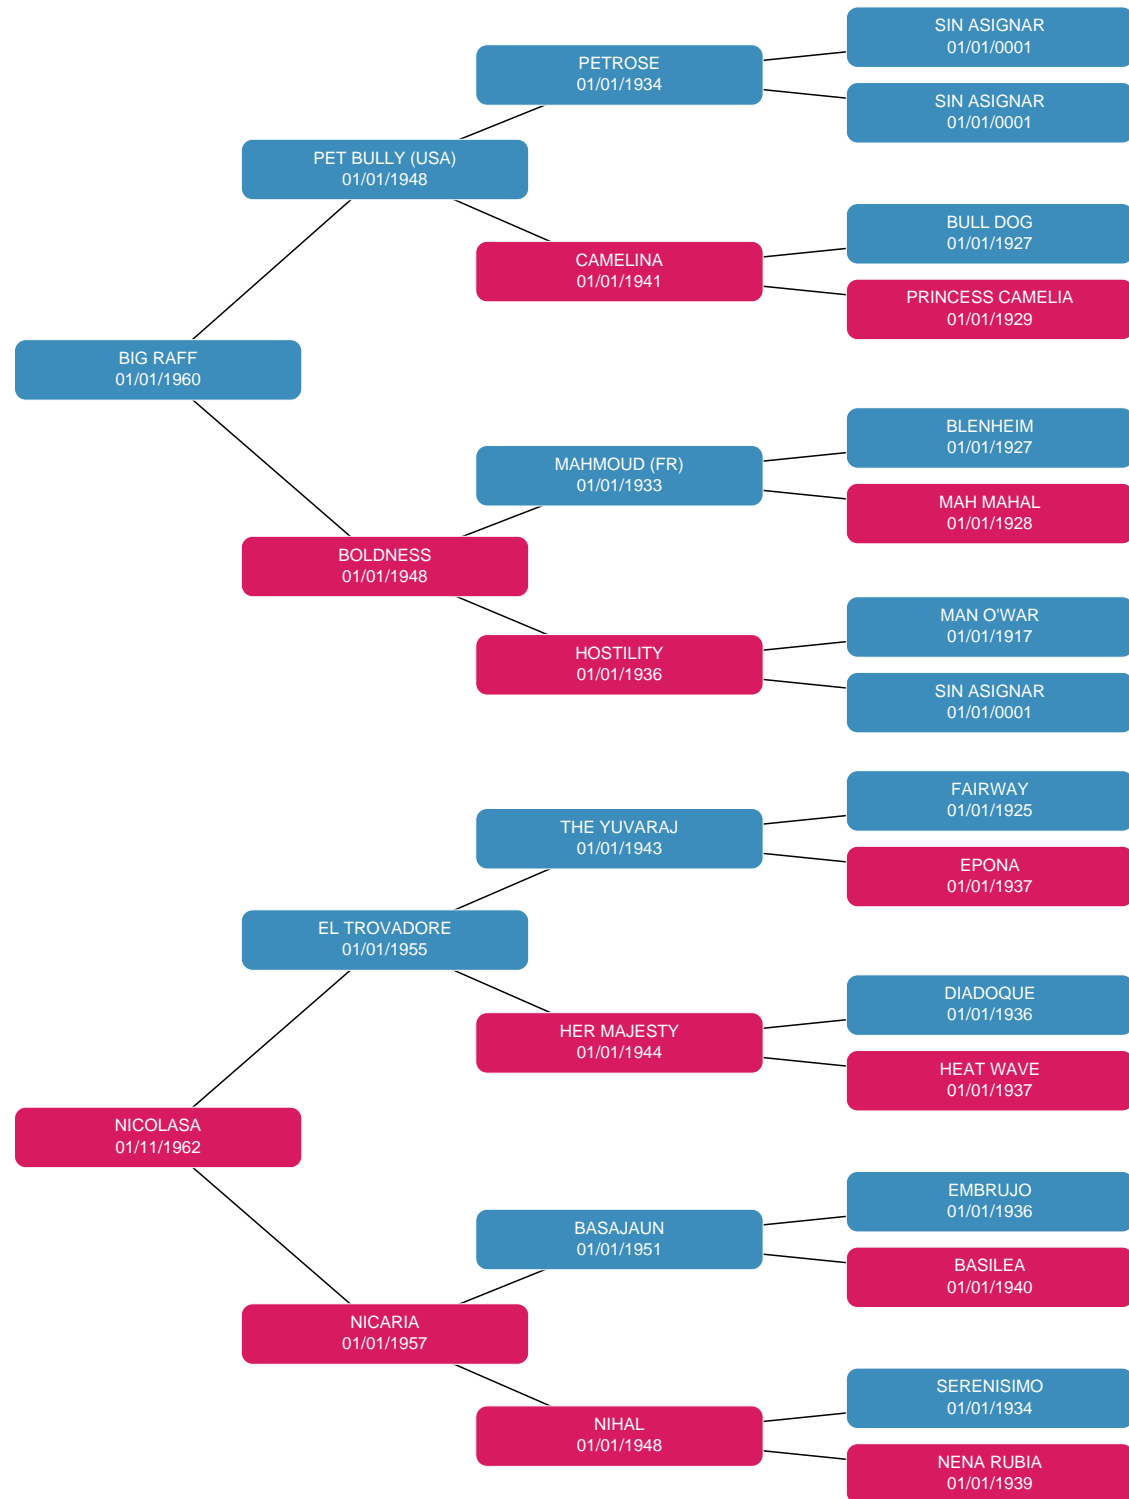 SIN ASIGNAR
01/01/0001
PETROSE
01/01/1934
SIN ASIGNAR
01/01/0001
PET BULLY (USA)
01/01/1948
BULL DOG
01/01/1927
CAMELINA
01/01/1941
PRINCESS CAMELIA
01/01/1929
BIG RAFF
01/01/1960
BLENHEIM
01/01/1927
MAHMOUD (FR)
01/01/1933
MAH MAHAL
01/01/1928
BOLDNESS
01/01/1948
MAN O'WAR
01/01/1917
HOSTILITY
01/01/1936
SIN ASIGNAR
01/01/0001
FAIRWAY
01/01/1925
THE YUVARAJ
01/01/1943
EPONA
01/01/1937
EL TROVADORE
01/01/1955
DIADOQUE
01/01/1936
HER MAJESTY
01/01/1944
HEAT WAVE
01/01/1937
NICOLASA
01/11/1962
EMBRUJO
01/01/1936
BASAJAUN
01/01/1951
BASILEA
01/01/1940
NICARIA
01/01/1957
SERENISIMO
01/01/1934
NIHAL
01/01/1948
NENA RUBIA
01/01/1939